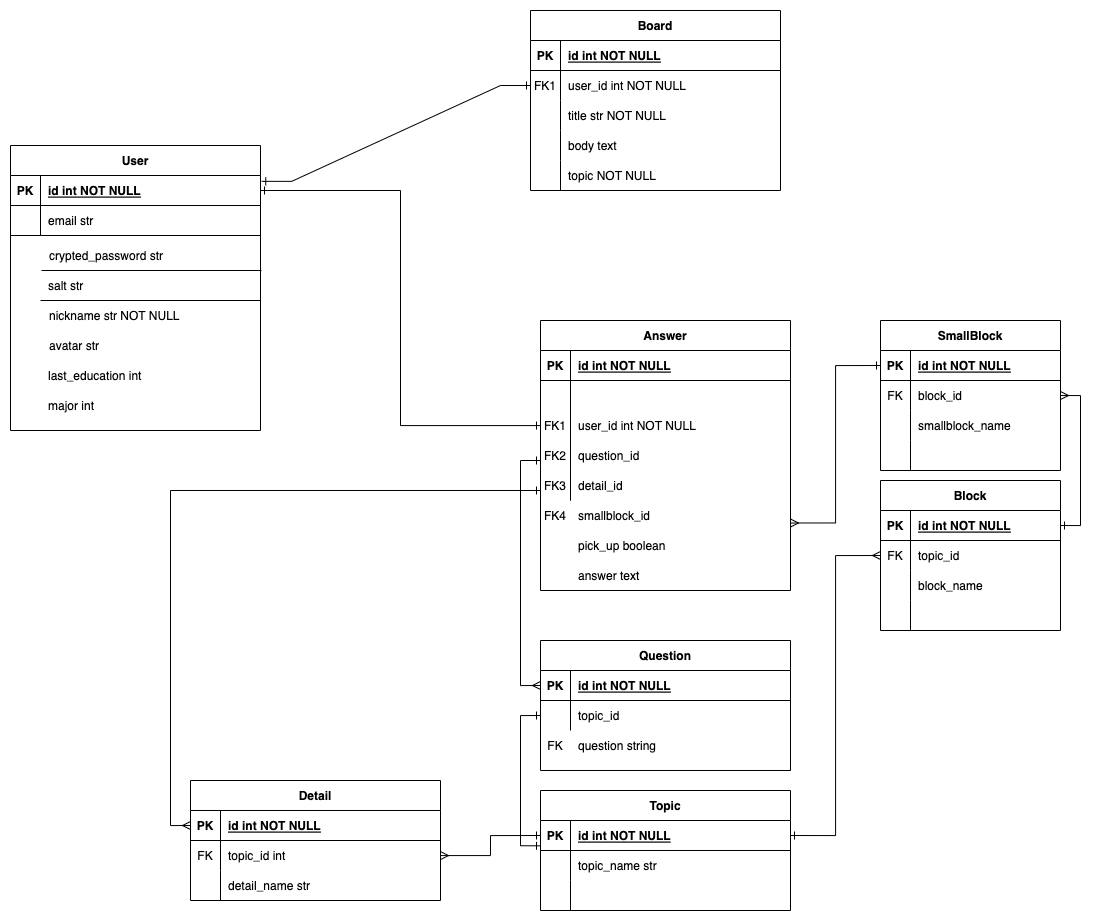 Board
PK id int NOT NULL
FK1 user_id int NOT NULL
title str NOT NULL
body text
topic NOT NULL
User
PK id int NOT NULL
email str
crypted_password str
salt str
nickname str NOT NULL
avatar str
last_education int
major int
Answer
PK id int NOT NULL
FK1 user_id int NOT NULL
FK2 question_id
FK3 detail_id
FK4 smallblock_id
pick_up boolean
answer text
SmallBlock
PK id int NOT NULL
FK block_id
smallblock_name
Block
PK id int NOT NULL
FK topic_id
block_name
Question
PK id int NOT NULL
topic_id
FK question string
Detail
PK id int NOT NULL
FK topic_id int
detail_name str
Topic
PK id int NOT NULL
topic_name str